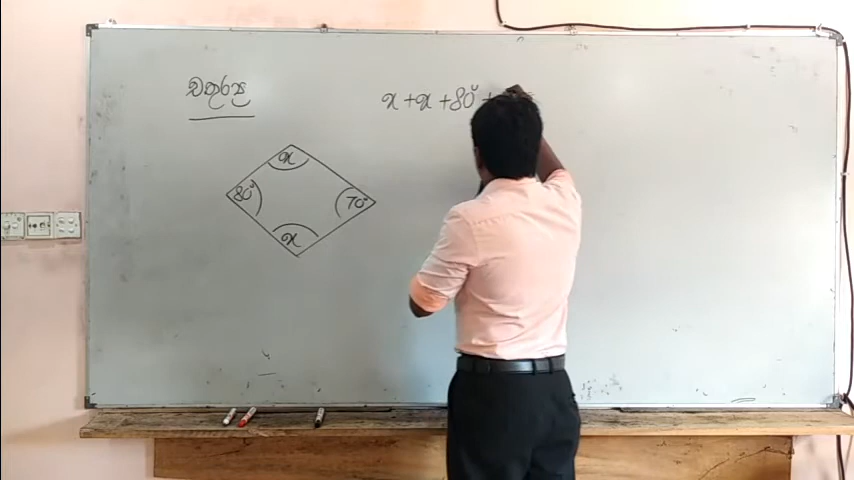 චතුරස්‍ර
x + x + 80° +
x
80°
70°
x